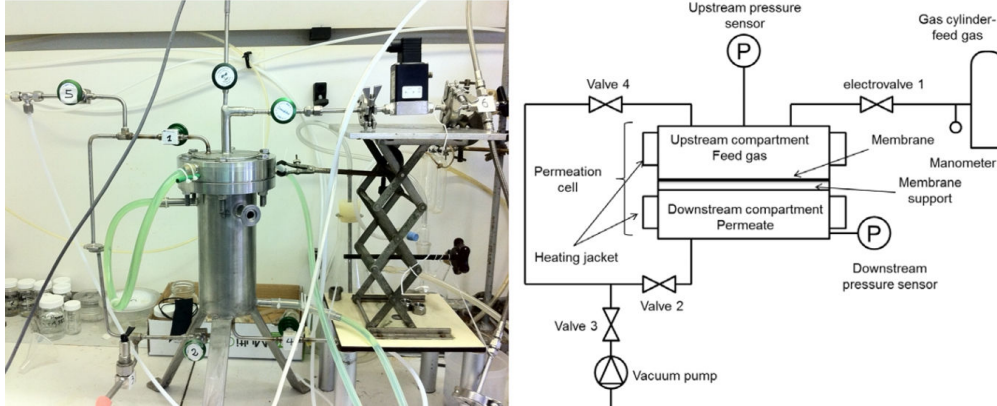 5
1
6
2
4
Upstream pressure
sensor
Gas cylinder-
feed gas
Valve 4
electrovalve 1
P
Upstream compartment
Feed gas
Membrane
Manometer
Permeation
cell
Membrane
support
Downstream compartment
Permeate
P
Heating jacket
Downstream
pressure sensor
Valve 2
Valve 3
Vacuum pump